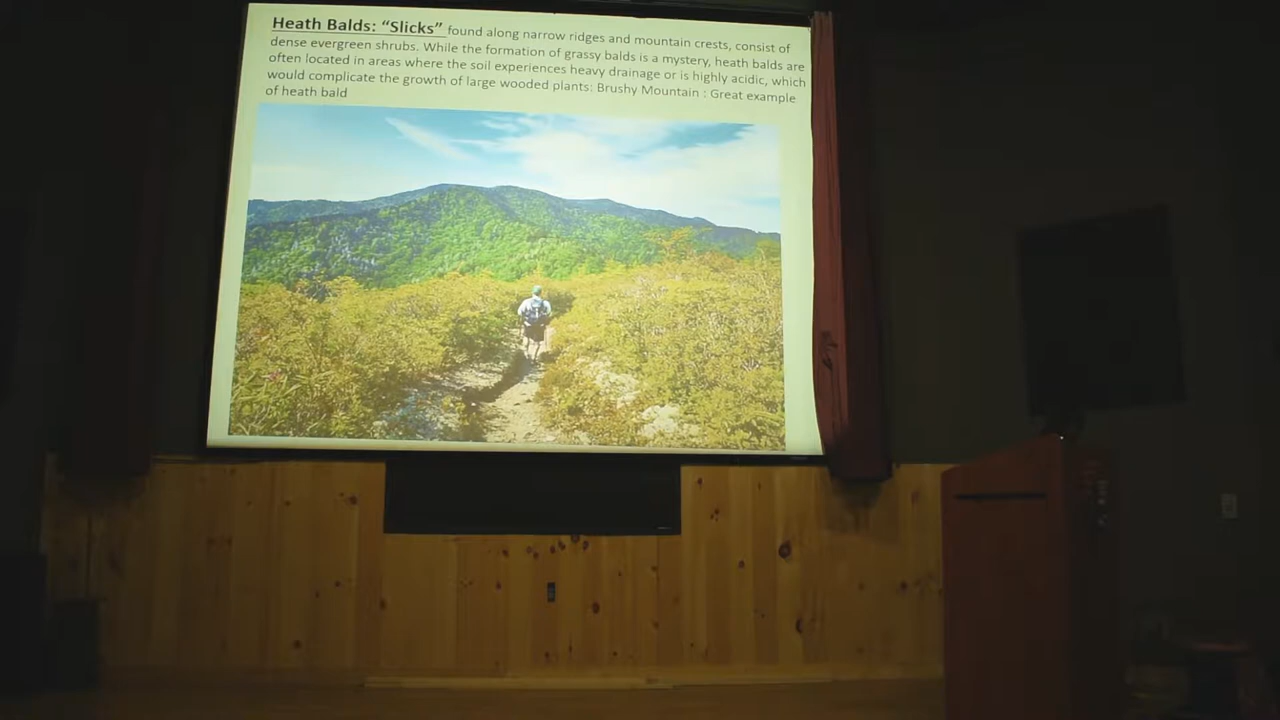 Heath Balds: “Slicks” found along narrow ridges and mountain crests, consist of
dense evergreen shrubs. While the formation of grassy balds is a mystery, heath balds are
often located in areas where the soil experiences heavy drainage or is highly acidic, which
would complicate the growth of large wooded plants: Brushy Mountain : Great example
of heath bald